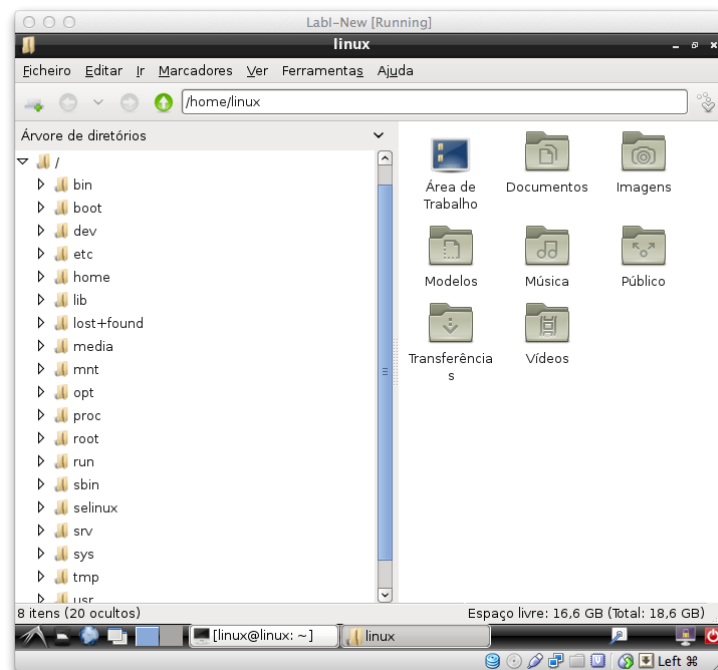 LabI-New [Running]
linux
Ficheiro Editar Ir Marcadores Ver Ferramentas Ajuda
/home/linux
Árvore de diretórios
/
bin
boot
dev
etc
home
lib
lost+found
media
mnt
opt
proc
root
run
sbin
selinux
srv
sys
tmp
usr
Área de
Trabalho
Documentos
Imagens
Modelos
Música
Público
Transferência
s
Vídeos
8 itens (20 ocultos)
Espaço livre: 16,6 GB (Total: 18,6 GB)
[linux@linux: ~]
linux
Left ⌘